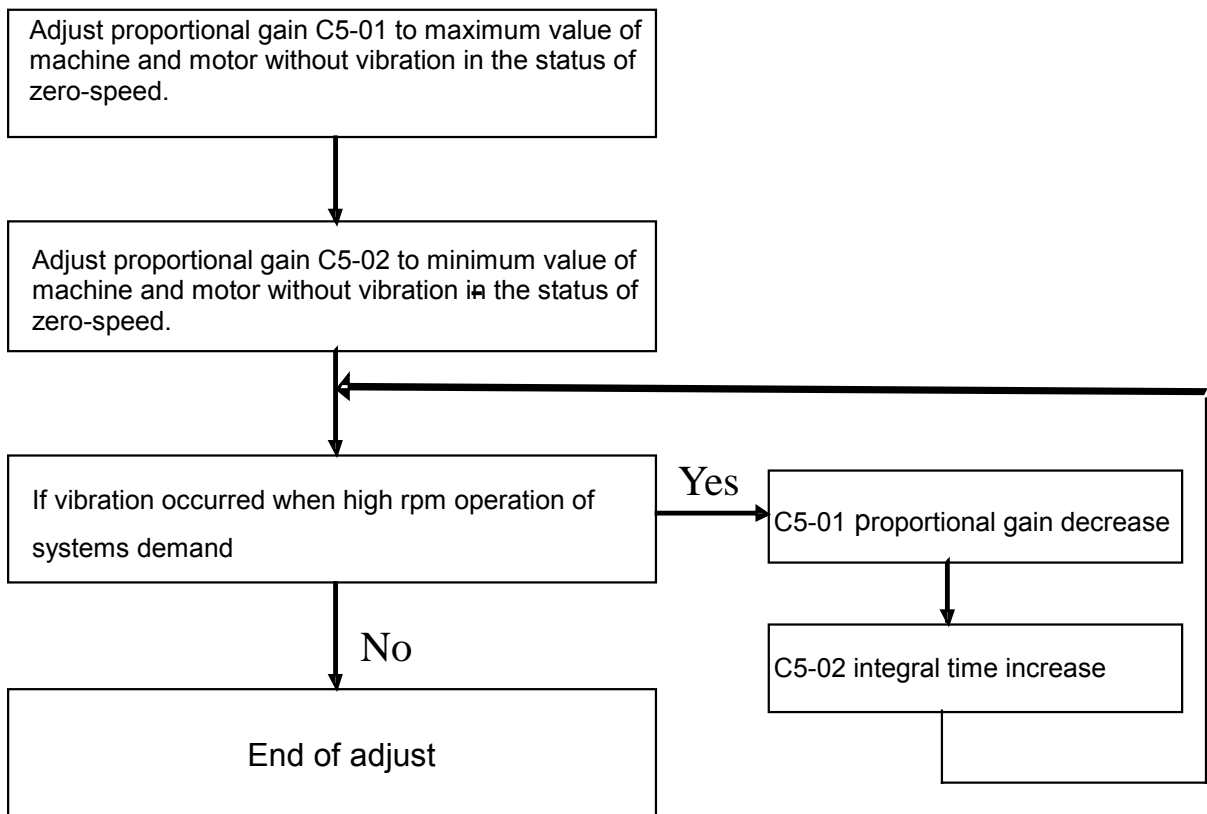 Adjust proportional gain C5-01 to maximum value of
machine and motor without vibration in the status of
zero-speed.
Adjust proportional gain C5-02 to minimum value of
machine and motor without vibration in the status of
zero-speed.
If vibration occurred when high rpm operation of
systems demand
Yes
C5-01 proportional gain decrease
C5-02 integral time increase
No
End of adjust